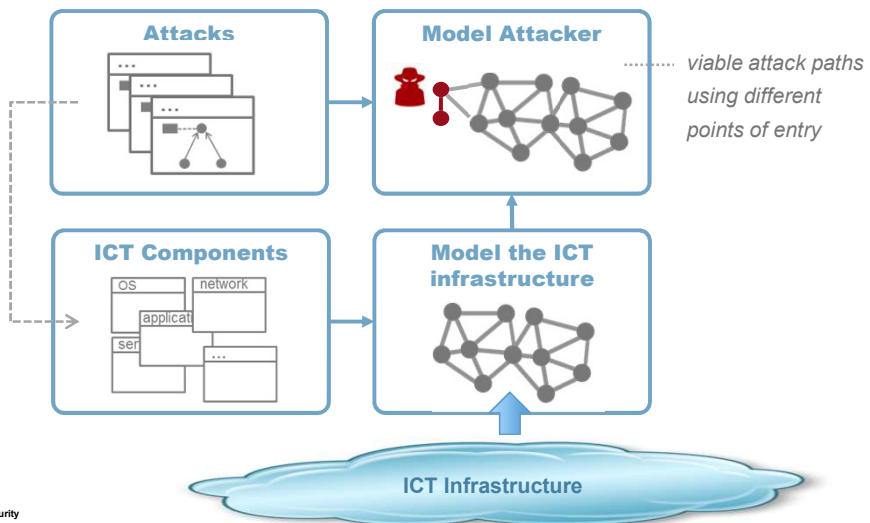 Attacks
...
...
...
Model Attacker
viable attack paths
using different
points of entry
ICT Components
OS
network
applicati
ser
...
Model the ICT
infrastructure
ICT Infrastructure
urity